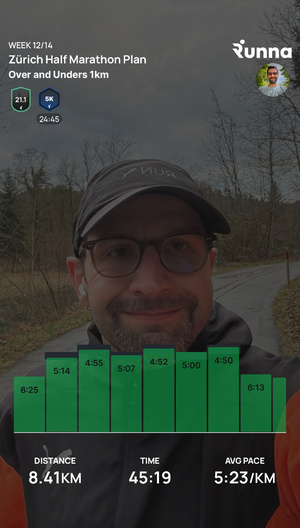 WEEK 12/14
Runna
Zürich Half Marathon Plan
Over and Unders 1km
21.1
5K
24:45
RUN
6:25
5:14
4:55
5:07
4:52
5:00
4:50
6:13
DISTANCE
TIME
AVG PACE
8.41KM
45:19
5:23/KM